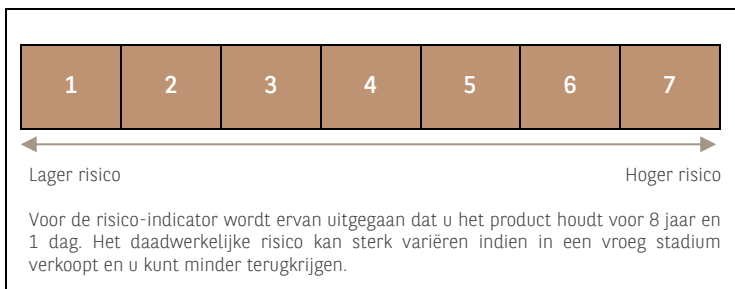 1 2 3 4 5 6 7
Lager risico Hoger risico
Voor de risico-indicator wordt ervan uitgegaan dat u het product houdt voor 8 jaar en
1 dag. Het daadwerkelijke risico kan sterk variëren indien in een vroeg stadium
verkoopt en u kunt minder terugkrijgen.